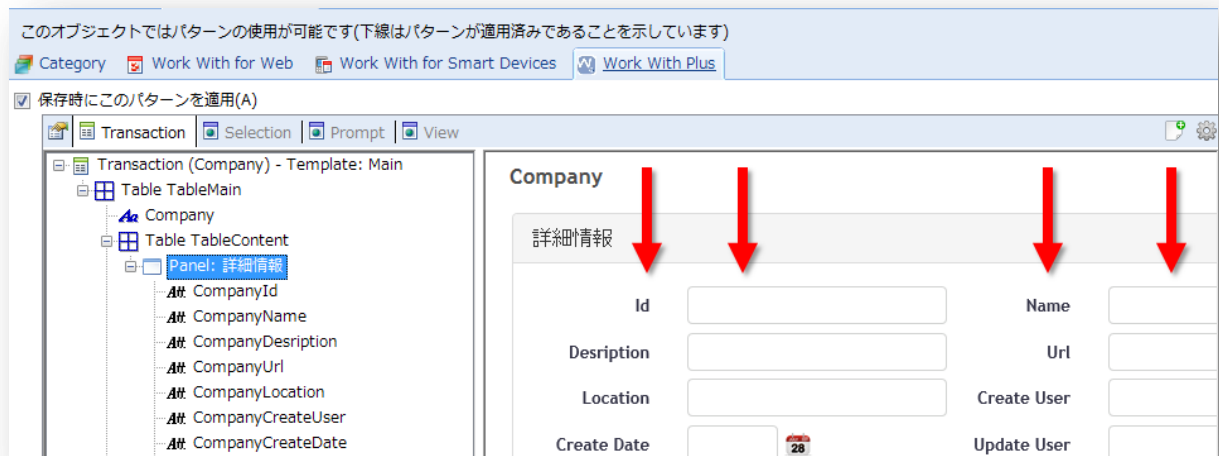 このオブジェクトではパターンの使用が可能です(下線はパターンが適用済みであることを示しています)
Category Work With for Web Work With for Smart Devices Work With Plus
保存時にこのパターンを適用(A)
Transaction Selection Prompt View
Transaction (Company) - Template: Main
Table TableMain
Company
Table TableContent
Panel: 詳細情報
CompanyId
CompanyName
CompanyDesription
CompanyUrl
CompanyLocation
CompanyCreateUser
CompanyCreateDate
Company
詳細情報
Id Name
Desription Url
Location Create User
Create Date 28 Update User